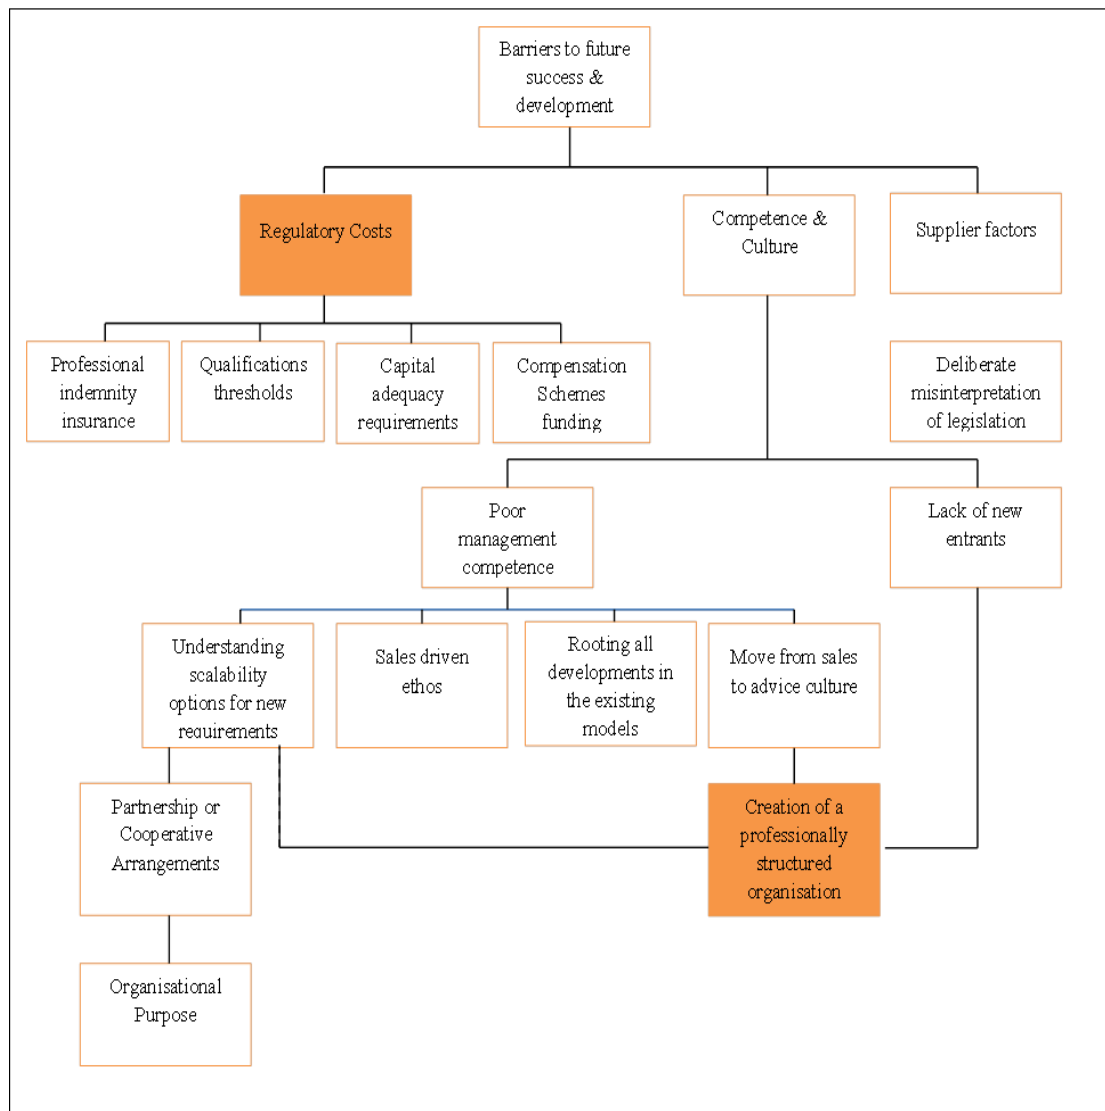 Barriers to future
success &
development
Regulatory Costs
Competence &
Culture
Supplier factors
Professional
indemnity
insurance
Qualifications
thresholds
Capital
adequacy
requirements
Compensation
Schemes
funding
Deliberate
misinterpretation
of legislation
Poor
management
competence
Lack of new
entrants
Understanding
scalability
options for new
requirements
Sales driven
ethos
Rooting all
developments in
the existing
models
Move from sales
to advice culture
Partnership or
Cooperative
Arrangements
Creation of a
professionally
structured
organisation
Organisational
Purpose